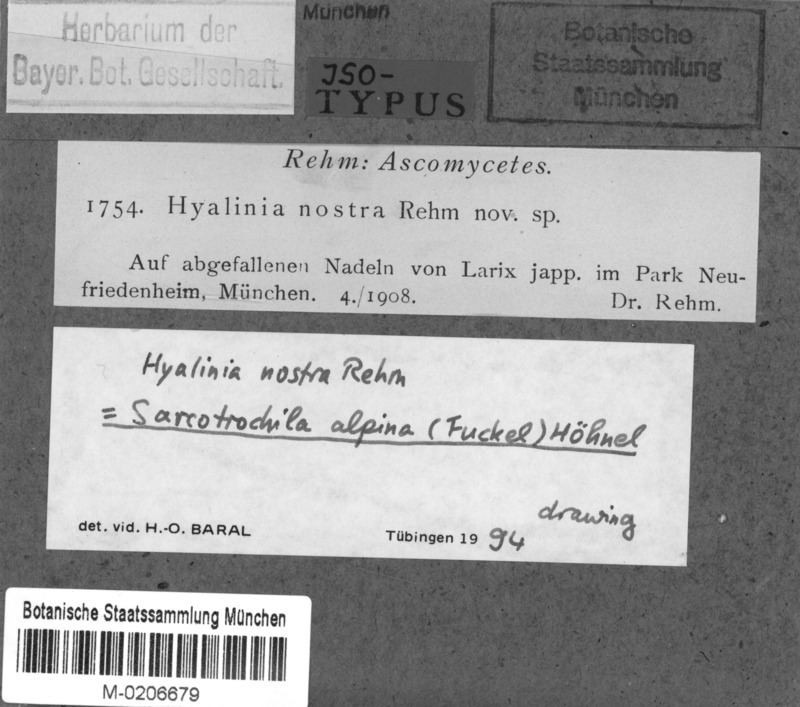 Herbarium der
Bayer. Bot. Gesellschaft.
München
ISO-
TYPUS
Botanische
Staatssammlung
München
Rehm: Ascomycetes.
1754. Hyalinia nostra Rehm nov. sp.
Auf abgefallenen Nadeln von Larix japp. im Park Neu-
friedenheim, München. 4./1908. Dr. Rehm.
Hyalinia nostra Rehm
= Sarcotrochila alpina (Fuckel) Höhnel
drawing
det. vid. H.-O. BARAL Tübingen 19 94
Botanische Staatssammlung München
M-0206679